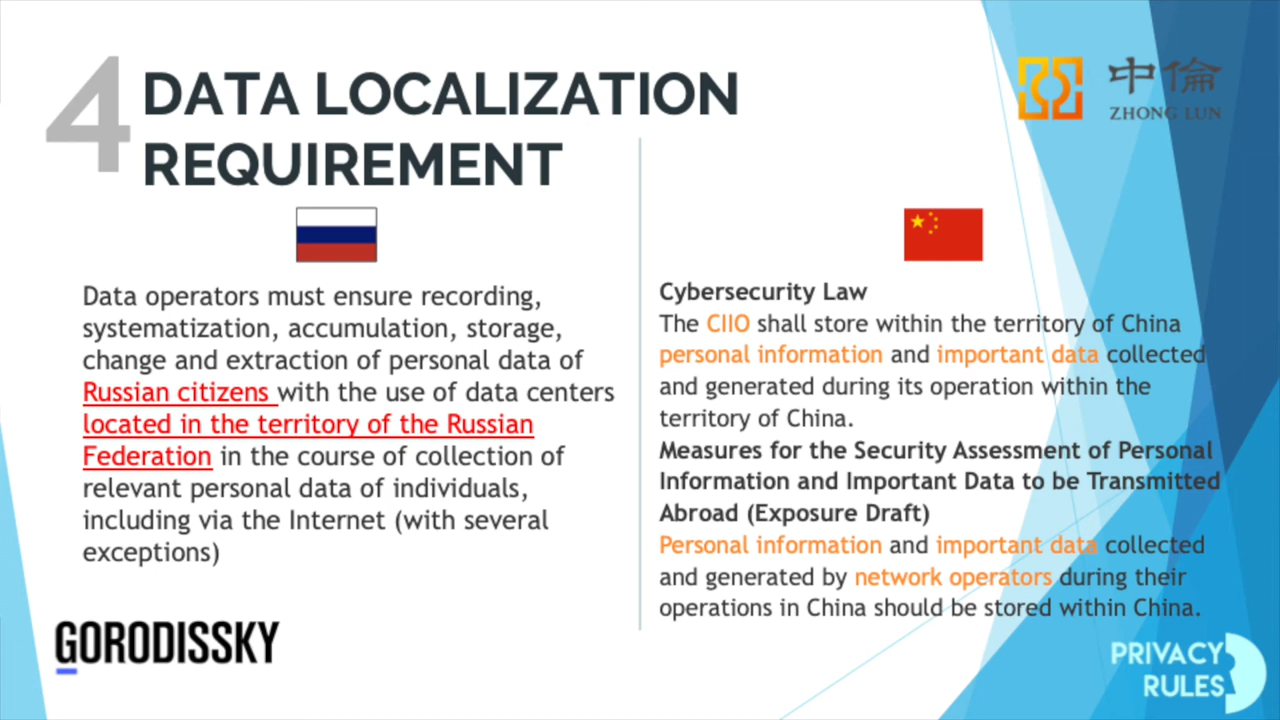 4
DATA LOCALIZATION
REQUIREMENT
中倫
ZHONG LUN
Data operators must ensure recording,
systematization, accumulation, storage,
change and extraction of personal data of
Russian citizens with the use of data centers
located in the territory of the Russian
Federation in the course of collection of
relevant personal data of individuals,
including via the Internet (with several
exceptions)
GORODISSKY
Cybersecurity Law
The CIIO shall store within the territory of China
personal information and important data collected
and generated during its operation within the
territory of China.
Measures for the Security Assessment of Personal
Information and Important Data to be Transmitted
Abroad (Exposure Draft)
Personal information and important data collected
and generated by network operators during their
operations in China should be stored within China.
PRIVACY
RULES